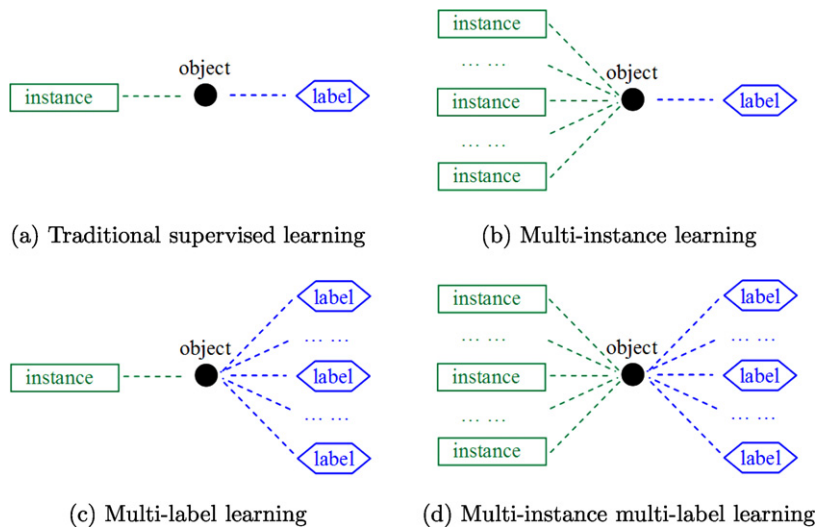 object
instance
label
(a) Traditional supervised learning
instance
... ...
object
instance
label
... ...
instance
(b) Multi-instance learning
label
... ...
object
instance
label
... ...
label
(c) Multi-label learning
instance
label
... ...
... ...
object
instance
label
... ...
... ...
instance
label
(d) Multi-instance multi-label learning